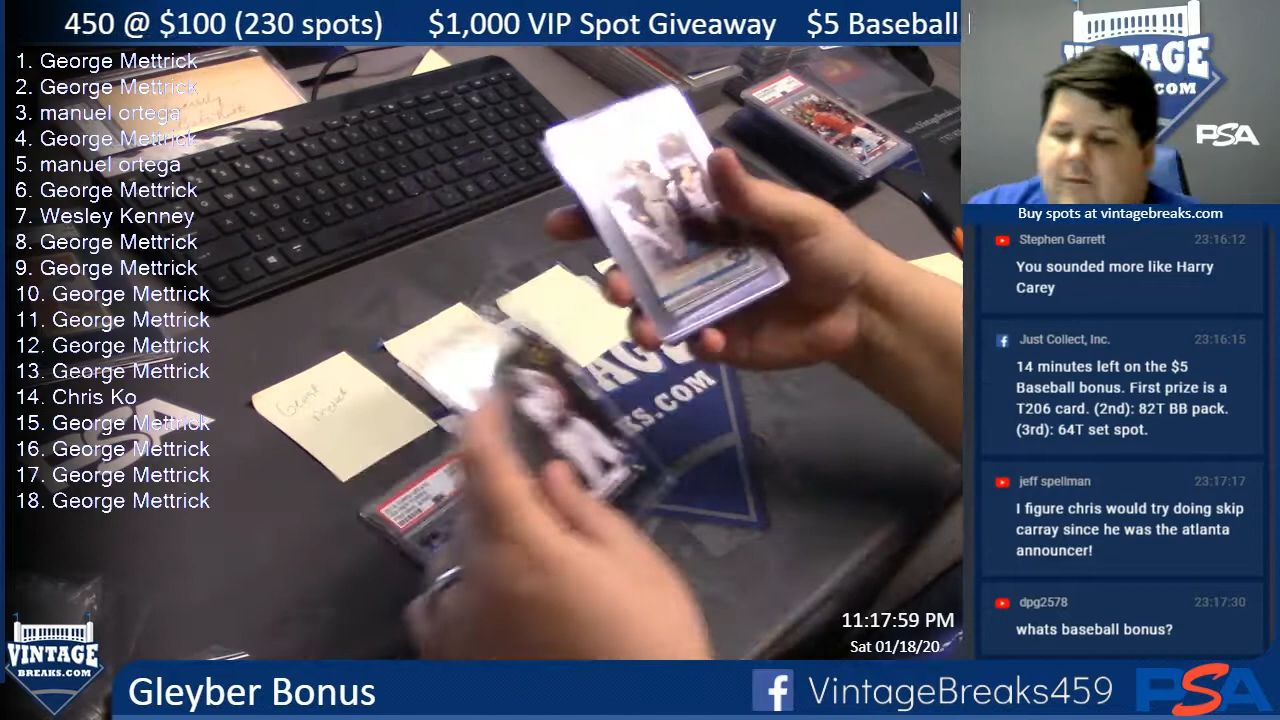 450 @ $100 (230 spots) $1,000 VIP Spot Giveaway $5 Baseball
1. George Mettrick
2. George Mettrick
3. manuel ortega
4. George Mettrick
5. manuel ortega
6. George Mettrick
7. Wesley Kenney
8. George Mettrick
9. George Mettrick
10. George Mettrick
11. George Mettrick
12. George Mettrick
13. George Mettrick
14. Chris Ko
15. George Mettrick
16. George Mettrick
17. George Mettrick
18. George Mettrick
George
VINTAGE
.COM
PSA
Buy spots at vintagebreaks.com
Stephen Garrett 23:16:12
You sounded more like Harry
Carey
Just Collect, Inc. 23:16:15
14 minutes left on the $5
Baseball bonus. First prize is a
T206 card. (2nd): 82T BB pack.
(3rd): 64T set spot.
jeff spellman 23:17:17
I figure chris would try doing skip
carray since he was the atlanta
announcer!
dpg2578 23:17:30
whats baseball bonus?
11:17:59 PM
Sat 01/18/20
VINTAGE
BREAKS.COM
Gleyber Bonus
f VintageBreaks459
PSA